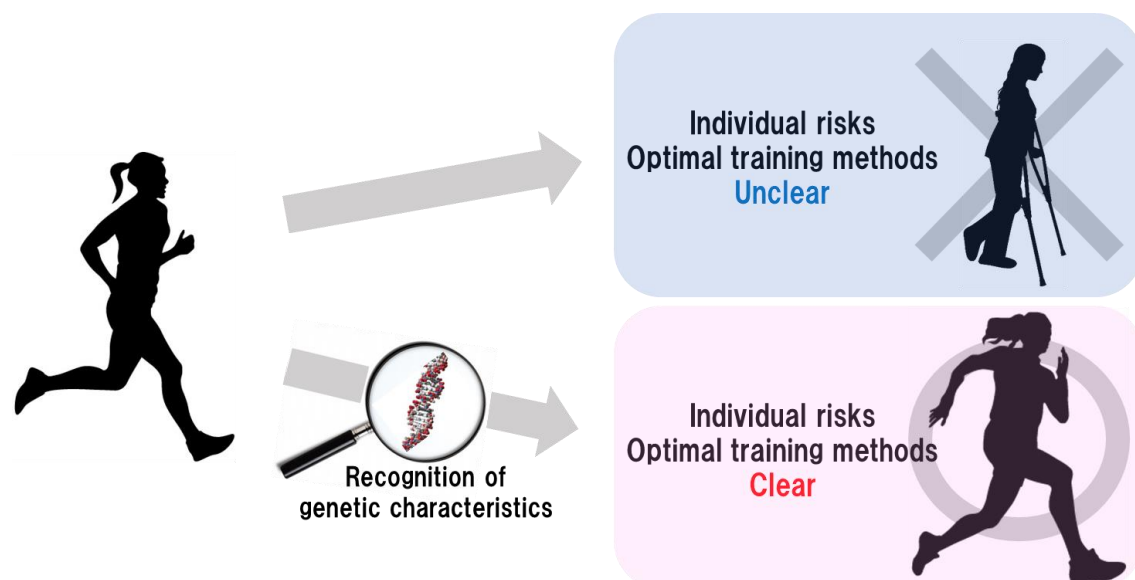 Individual risks
Optimal training methods
Unclear
Recognition of
genetic characteristics
Individual risks
Optimal training methods
Clear